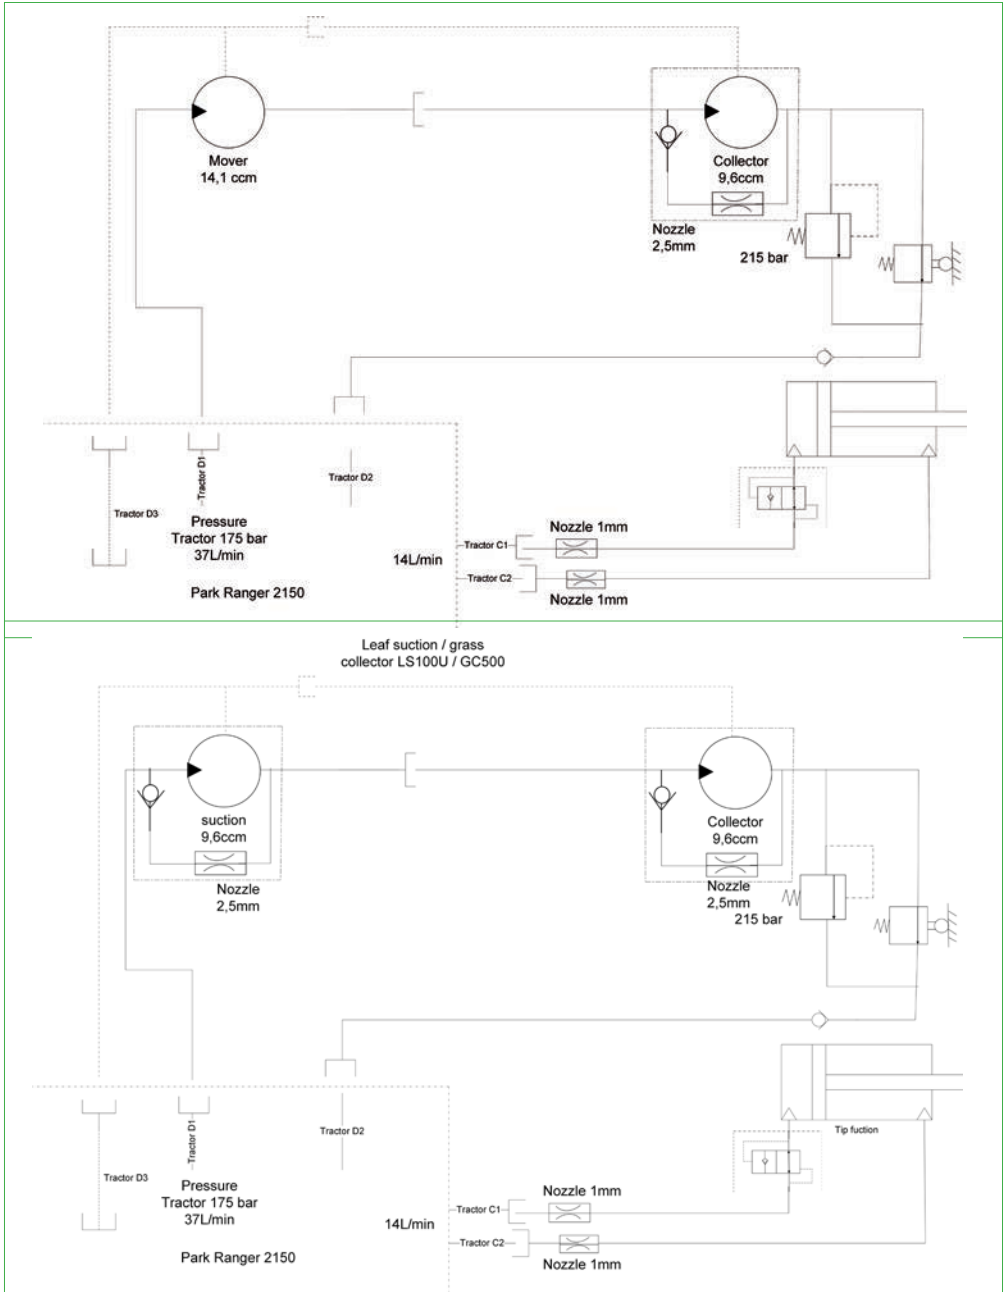 Mover
14,1 ccm
Collector
9,6ccm
Nozzle
2,5mm
215 bar
Tractor D1
Tractor D2
Tractor D3
Pressure
Tractor 175 bar
37L/min
Park Ranger 2150
14L/min
Tractor C1
Nozzle 1mm
Tractor C2
Nozzle 1mm
Leaf suction / grass
collector LS100U / GC500
suction
9,6ccm
Nozzle
2,5mm
Collector
9,6ccm
Nozzle
2,5mm
215 bar
Tractor D1
Tractor D2
Tip fuction
Tractor D3
Pressure
Tractor 175 bar
37L/min
Park Ranger 2150
14L/min
Tractor C1
Nozzle 1mm
Tractor C2
Nozzle 1mm